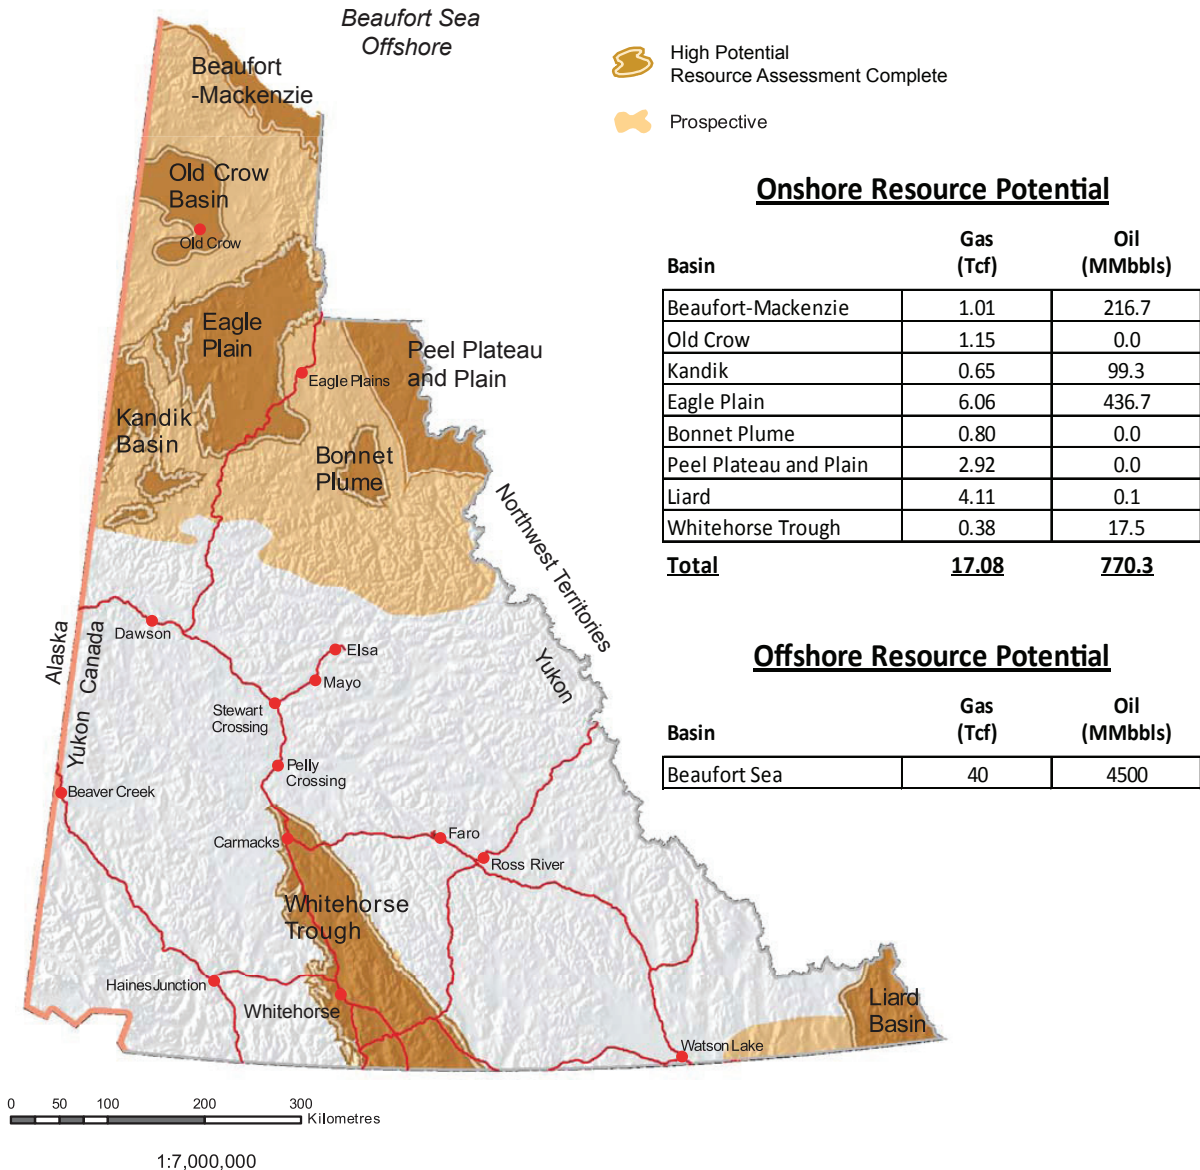 Beaufort Sea
Offshore
Beaufort
-Mackenzie
High Potential
Resource Assessment Complete
Prospective
Old Crow
Basin
Old Crow
Eagle
Plain
Peel Plateau
and Plain
Eagle Plains
Kandik
Basin
Bonnet
Plume
Northwest Territories
Yukon
Alaska
Yukon Canada
Dawson
Elsa
Mayo
Stewart
Crossing
Pelly
Crossing
Beaver Creek
Carmacks
Faro
Ross River
Whitehorse
Trough
Haines Junction
Whitehorse
Watson Lake
Liard
Basin
Onshore Resource Potential
Basin Gas (Tcf) Oil (MMbbls)
Beaufort-Mackenzie 1.01 216.7
Old Crow 1.15 0.0
Kandik 0.65 99.3
Eagle Plain 6.06 436.7
Bonnet Plume 0.80 0.0
Peel Plateau and Plain 2.92 0.0
Liard 4.11 0.1
Whitehorse Trough 0.38 17.5
Total 17.08 770.3
Offshore Resource Potential
Basin Gas (Tcf) Oil (MMbbls)
Beaufort Sea 40 4500
0 50 100 200 300
Kilometres
1:7,000,000